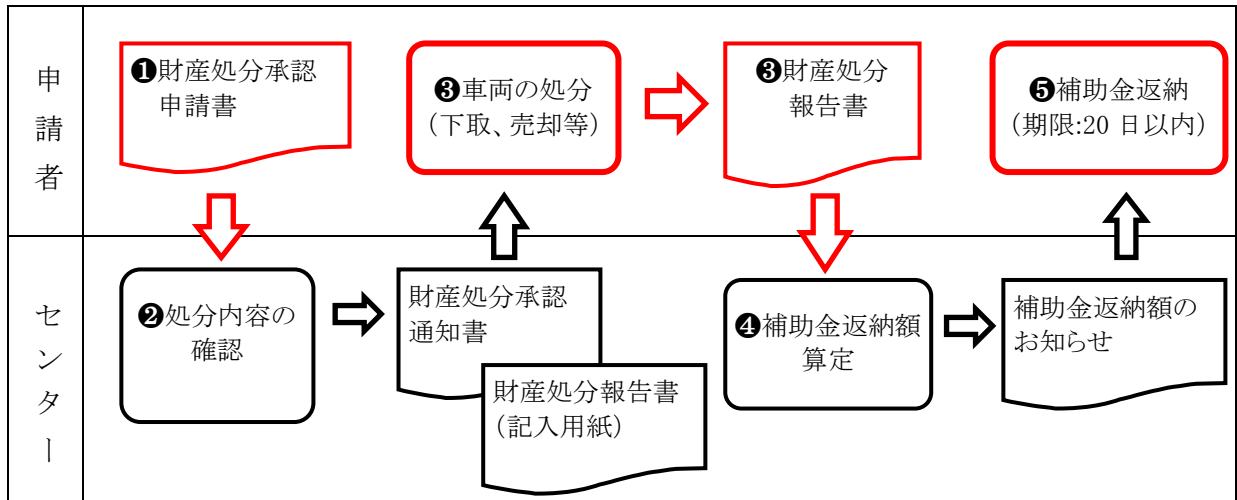 申請者
❶財産処分承認
申請書
❸車両の処分
(下取、売却等)
❸財産処分
報告書
❺補助金返納
(期限:20 日以内)
センター
❷処分内容の
確認
財産処分承認
通知書
財産処分報告書
(記入用紙)
❹補助金返納額
算定
補助金返納額の
お知らせ